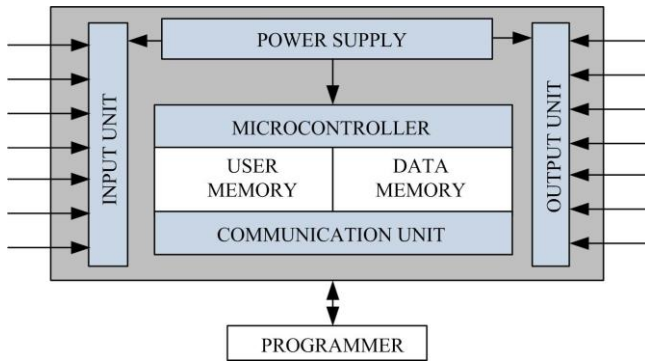 POWER SUPPLY
INPUT UNIT
MICROCONTROLLER
USER
MEMORY
DATA
MEMORY
COMMUNICATION UNIT
OUTPUT UNIT
PROGRAMMER